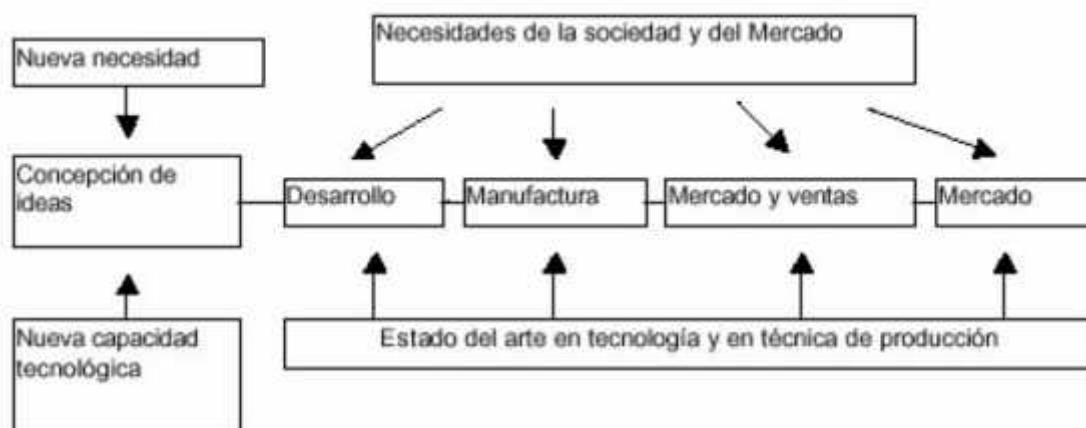 Nueva necesidad
Necesidades de la sociedad y del Mercado
Concepción de
ideas
Desarrollo
Manufactura
Mercado y ventas
Mercado
Nueva capacidad
tecnológica
Estado del arte en tecnología y en técnica de producción